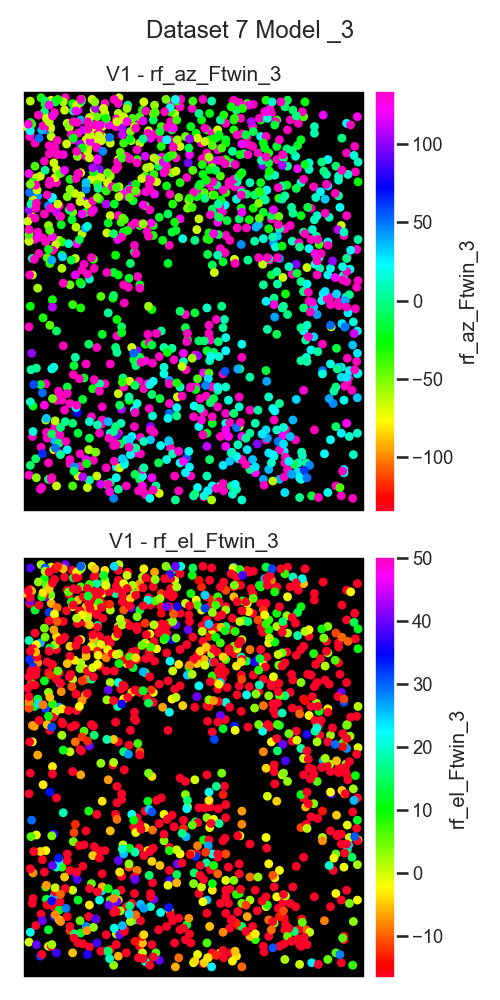 Dataset 7 Model _3
V1 - rf_az_Ftwin_3
100
50
0
−50
−100
rf_az_Ftwin_3
V1 - rf_el_Ftwin_3
50
40
30
20
10
0
−10
rf_el_Ftwin_3